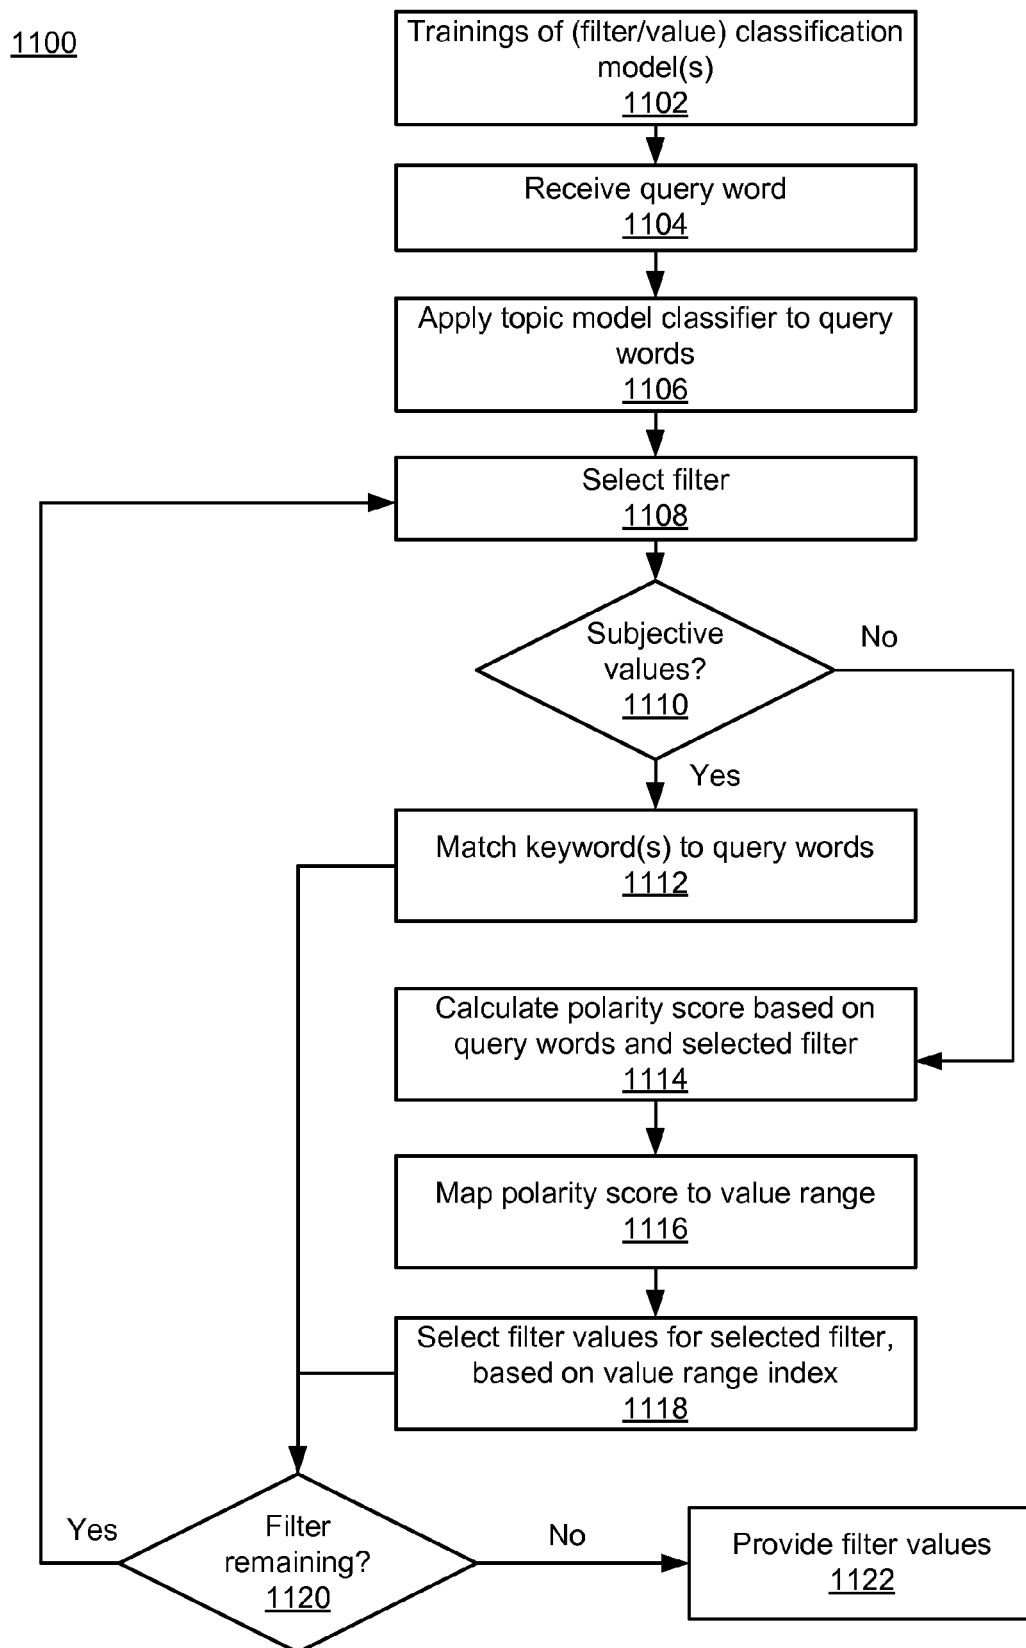 1100
Trainings of (filter/value) classification
model(s)
1102
Receive query word
1104
Apply topic model classifier to query
words
1106
Select filter
1108
Subjective
values?
1110
No
Yes
Match keyword(s) to query words
1112
Calculate polarity score based on
query words and selected filter
1114
Map polarity score to value range
1116
Select filter values for selected filter,
based on value range index
1118
Yes
Filter
remaining?
1120
No
Provide filter values
1122